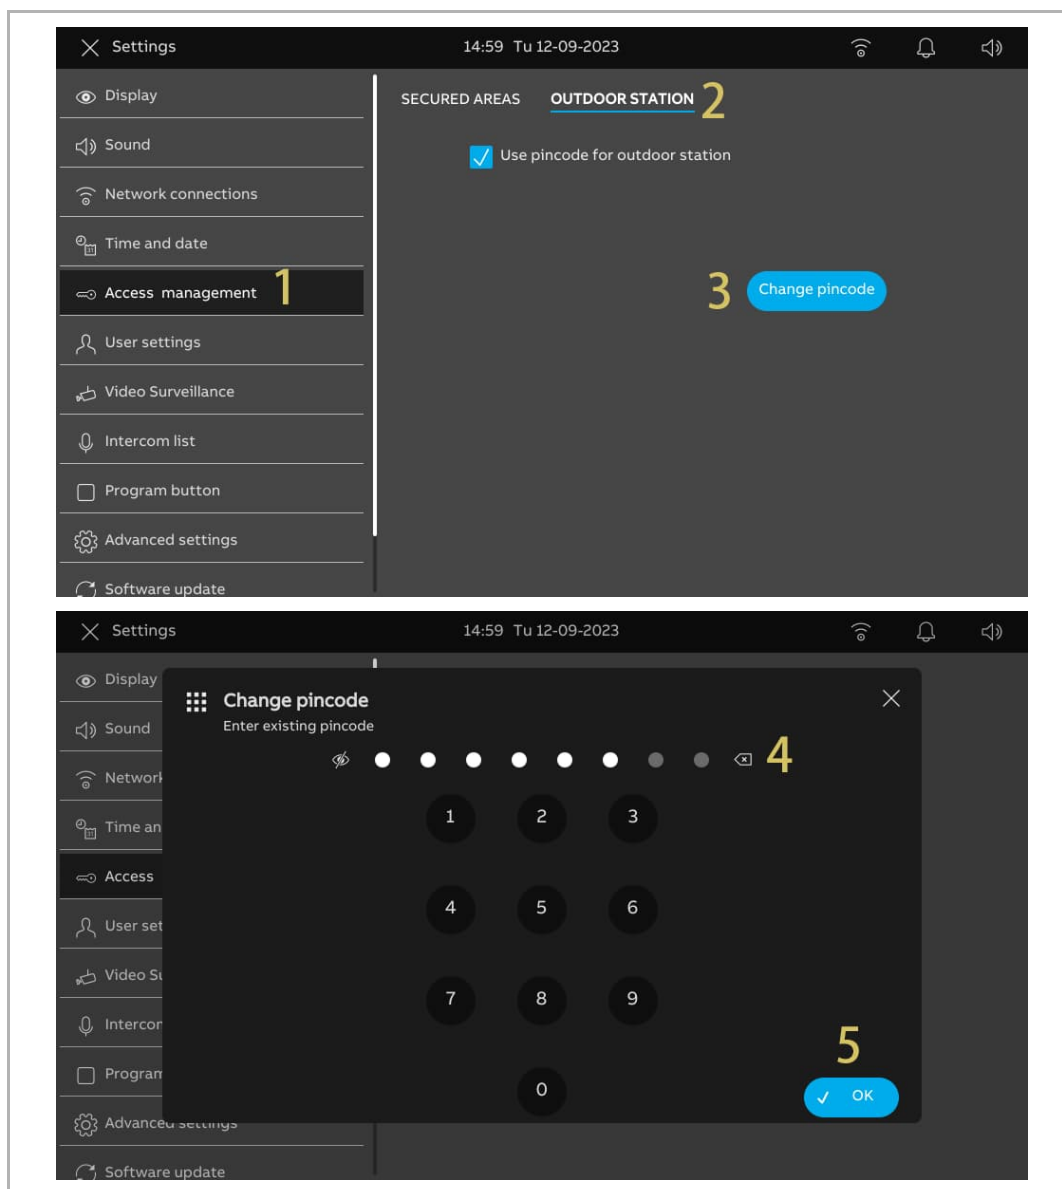 Settings 14:59 Tu 12-09-2023
Display
SECURED AREAS OUTDOOR STATION 2
Sound
Use pincode for outdoor station
Network connections
Time and date
Access management 1
3 Change pincode
User settings
Video Surveillance
Intercom list
Program button
Advanced settings
Software update
Settings 14:59 Tu 12-09-2023
Display
Change pincode
Enter existing pincode
Sound
4
Network
Time an
1 2 3
Access
4 5 6
User set
Video Su
7 8 9
Intercom
5
Program
0
OK
Advanced settings
Software update